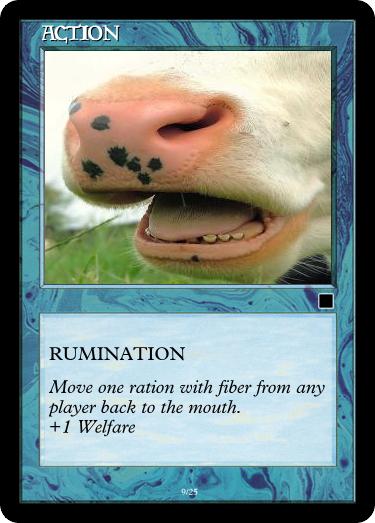 ACTION
RUMINATION
Move one ration with fiber from any
player back to the mouth.
+1 Welfare
9/25